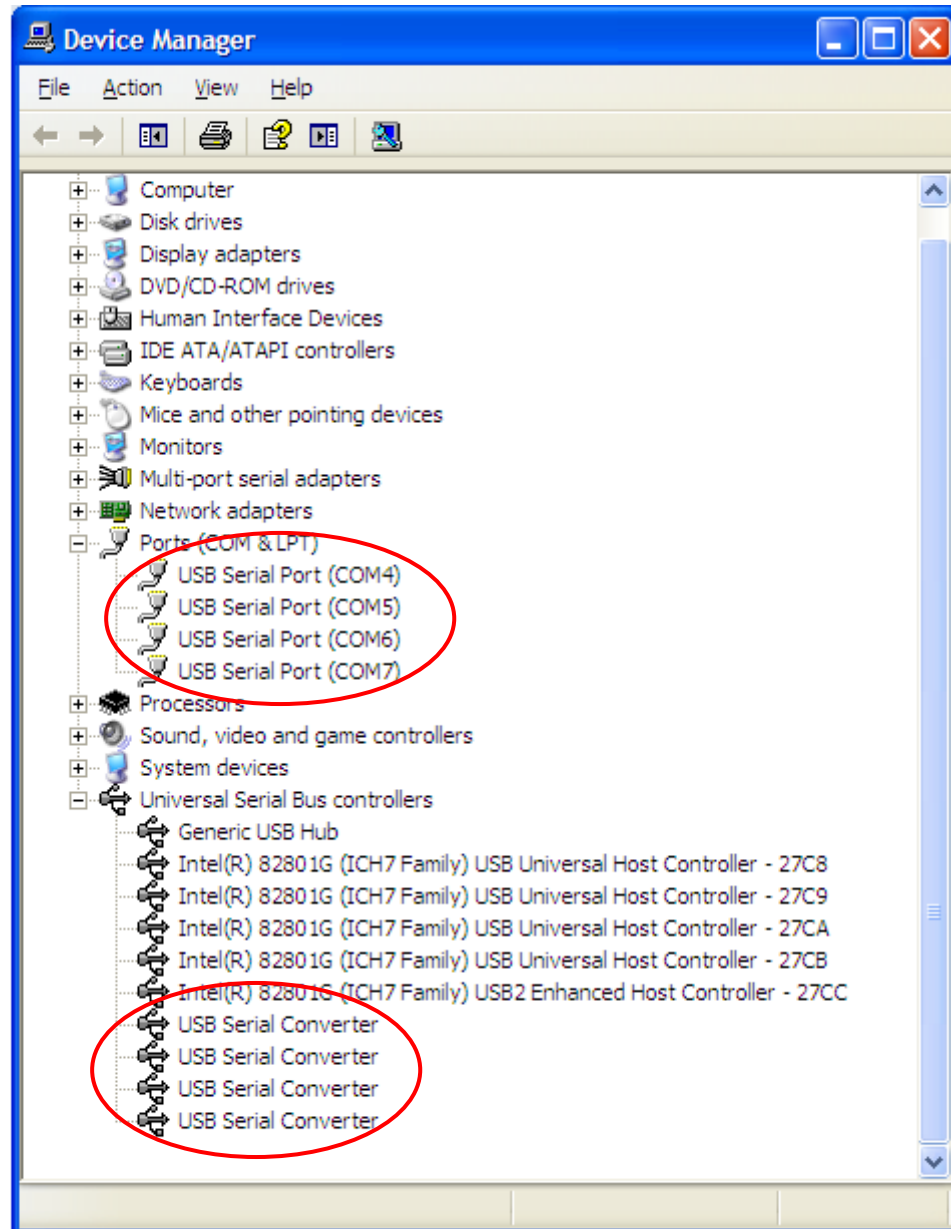 Device Manager
File Action View Help
Computer
Disk drives
Display adapters
DVD/CD-ROM drives
Human Interface Devices
IDE ATA/ATAPI controllers
Keyboards
Mice and other pointing devices
Monitors
Multi-port serial adapters
Network adapters
Ports (COM & LPT)
USB Serial Port (COM4)
USB Serial Port (COM5)
USB Serial Port (COM6)
USB Serial Port (COM7)
Processors
Sound, video and game controllers
System devices
Universal Serial Bus controllers
Generic USB Hub
Intel(R) 82801G (ICH7 Family) USB Universal Host Controller - 27C8
Intel(R) 82801G (ICH7 Family) USB Universal Host Controller - 27C9
Intel(R) 82801G (ICH7 Family) USB Universal Host Controller - 27CA
Intel(R) 82801G (ICH7 Family) USB Universal Host Controller - 27CB
Intel(R) 82801G (ICH7 Family) USB2 Enhanced Host Controller - 27CC
USB Serial Converter
USB Serial Converter
USB Serial Converter
USB Serial Converter